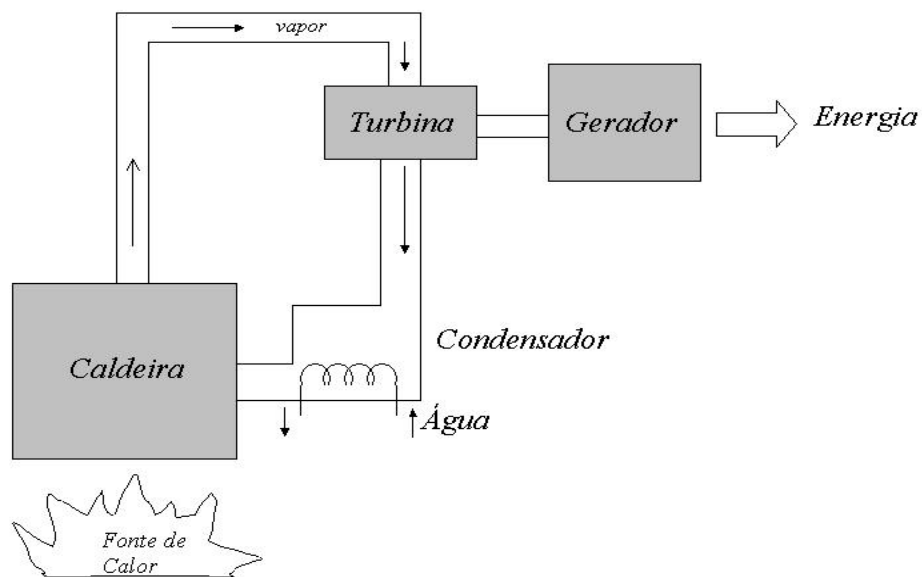 vapor
Turbina
Gerador
Energia
Caldeira
Condensador
Água
Fonte de
Calor